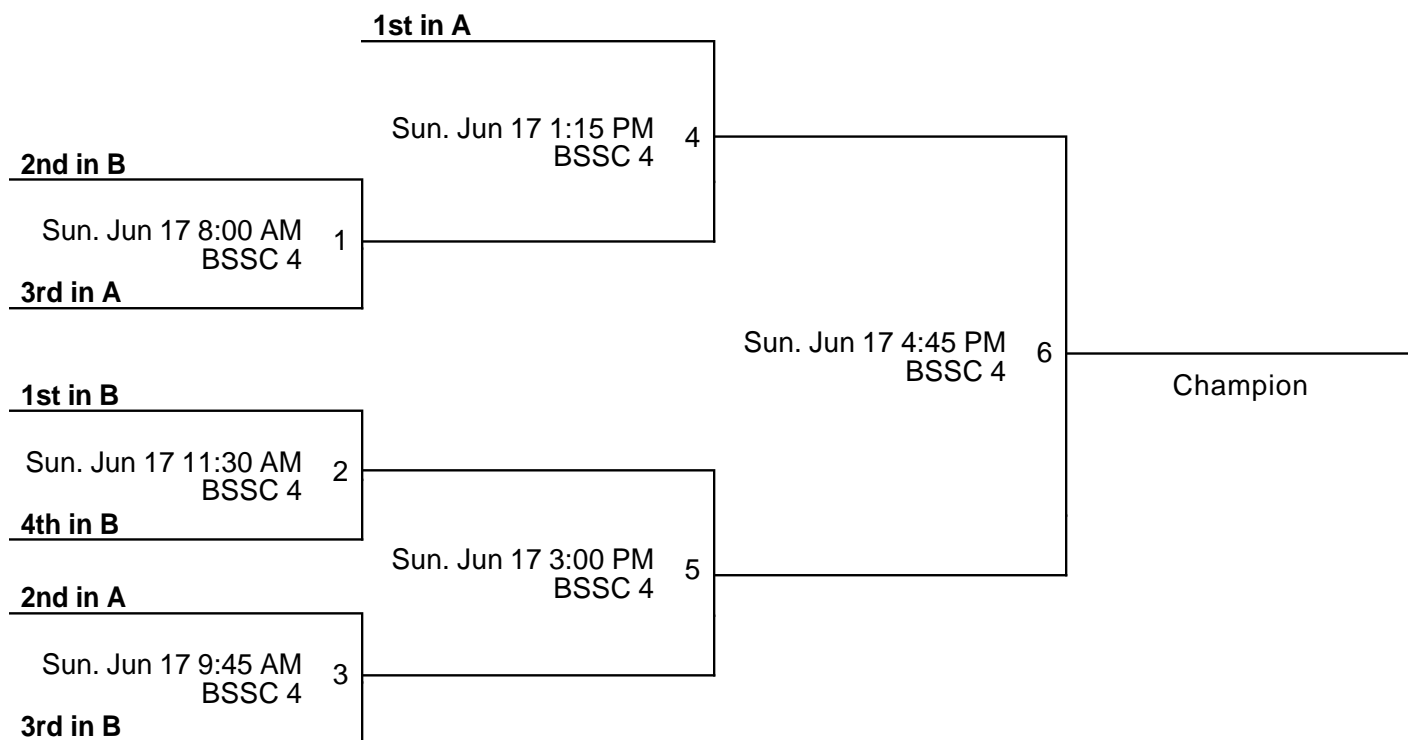 1st in A
Sun. Jun 17 1:15 PM
BSSC 4
4
2nd in B
Sun. Jun 17 8:00 AM
BSSC 4
1
3rd in A
Sun. Jun 17 4:45 PM
BSSC 4
6
Champion
1st in B
Sun. Jun 17 11:30 AM
BSSC 4
2
4th in B
Sun. Jun 17 3:00 PM
BSSC 4
5
2nd in A
Sun. Jun 17 9:45 AM
BSSC 4
3
3rd in B